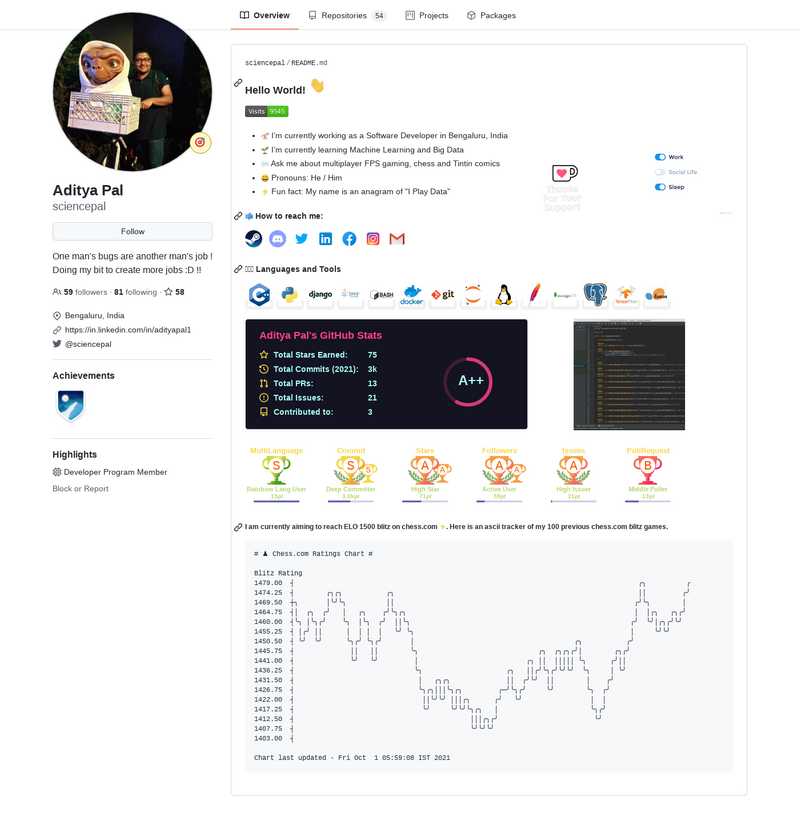 Overview
Repositories 54
Projects
Packages
Aditya Pal
sciencepal
Follow
One man's bugs are another man's job !
Doing my bit to create more jobs :D !!
59 followers · 81 following · 58
Bengaluru, India
https://in.linkedin.com/in/adityapal1
@sciencepal
Achievements
Highlights
Developer Program Member
Block or Report
sciencepal/README.md
Hello World! 👋
Visits 9545
I'm currently working as a Software Developer in Bengaluru, India
I'm currently learning Machine Learning and Big Data
Ask me about multiplayer FPS gaming, chess and Tintin comics
Pronouns: He / Him
Fun fact: My name is an anagram of "I Play Data"
Thanks
For Your
Support
Work
Social Life
Sleep
How to reach me:
Languages and Tools
django
BASH
docker
git
Aditya Pal's GitHub Stats
Total Stars Earned: 75
Total Commits (2021): 3k
Total PRs: 13
Total Issues: 21
Contributed to: 3
A++
MultiLanguage
S
Rainbow Lang User
Commit
S
Deep Committer
Stars
A
High Star
Followers
A
Active User
Issues
A
High Issuer
PullRequest
B
Middle Puller
I am currently aiming to reach ELO 1500 blitz on chess.com ⚡. Here is an ascii tracker of my 100 previous chess.com blitz games.
# ♟ Chess.com Ratings Chart #
Blitz Rating
1479.00
1474.25
1469.50
1464.75
1460.00
1455.25
1450.50
1445.75
1441.00
1436.25
1431.50
1426.75
1422.00
1417.25
1412.50
1407.75
1403.00
Chart last updated - Fri Oct 1 05:59:08 IST 2021